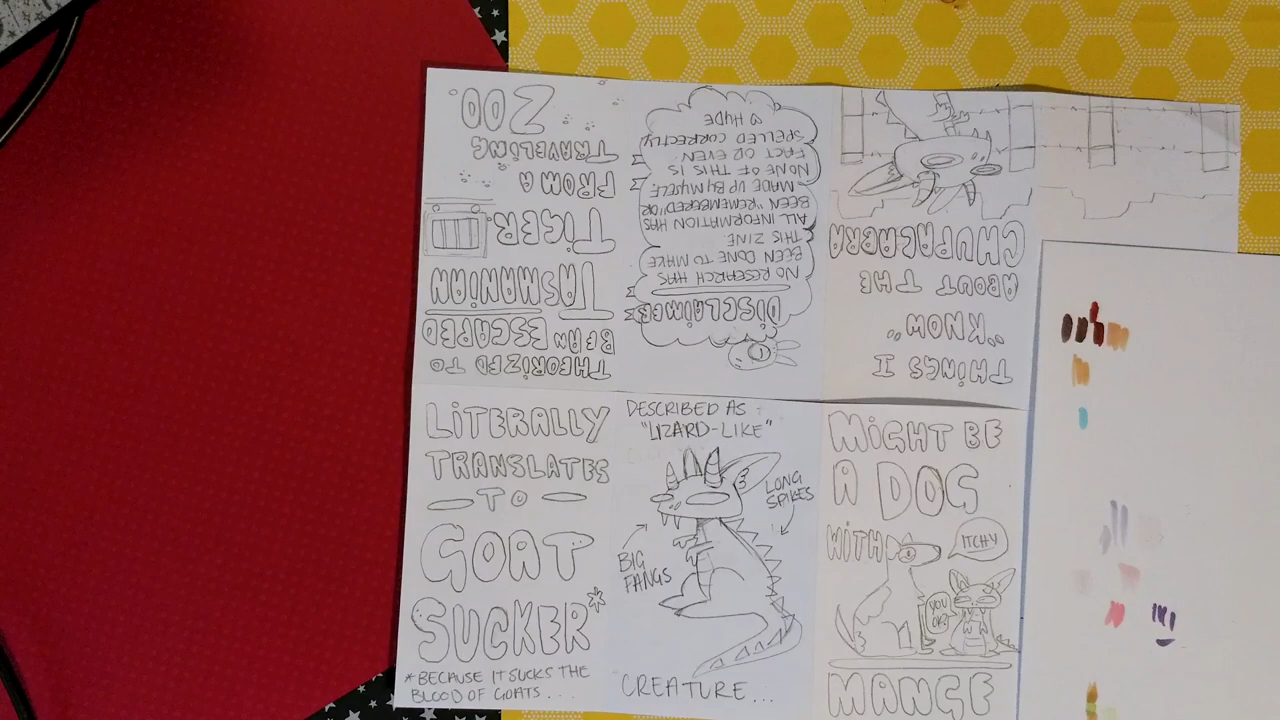 THINGS I
"KNOW"
ABOUT THE
CHUPACABRA
DISCLAIMER
NO RESEARCH HAS
BEEN DONE TO MAKE
THIS ZINE.
ALL INFORMATION HAS
BEEN "REMEMBERED" OR
MADE UP BY MYSELF
NONE OF THIS IS
FACT OR EVEN
SPELLED CORRECTLY
♡ HYDE
THEORIZED TO
BE AN ESCAPED
TASMANIAN
TIGER
FROM A
TRAVELING
ZOO
LITERALLY
TRANSLATES
- TO -
GOAT
SUCKER*
*BECAUSE IT SUCKS THE
BLOOD OF GOATS....
DESCRIBED AS
"LIZARD-LIKE"
LONG
SPIKES
BIG
FANGS
CREATURE...
MIGHT BE
A DOG
WITH
ITCHY
YOU
OK?
MANGE